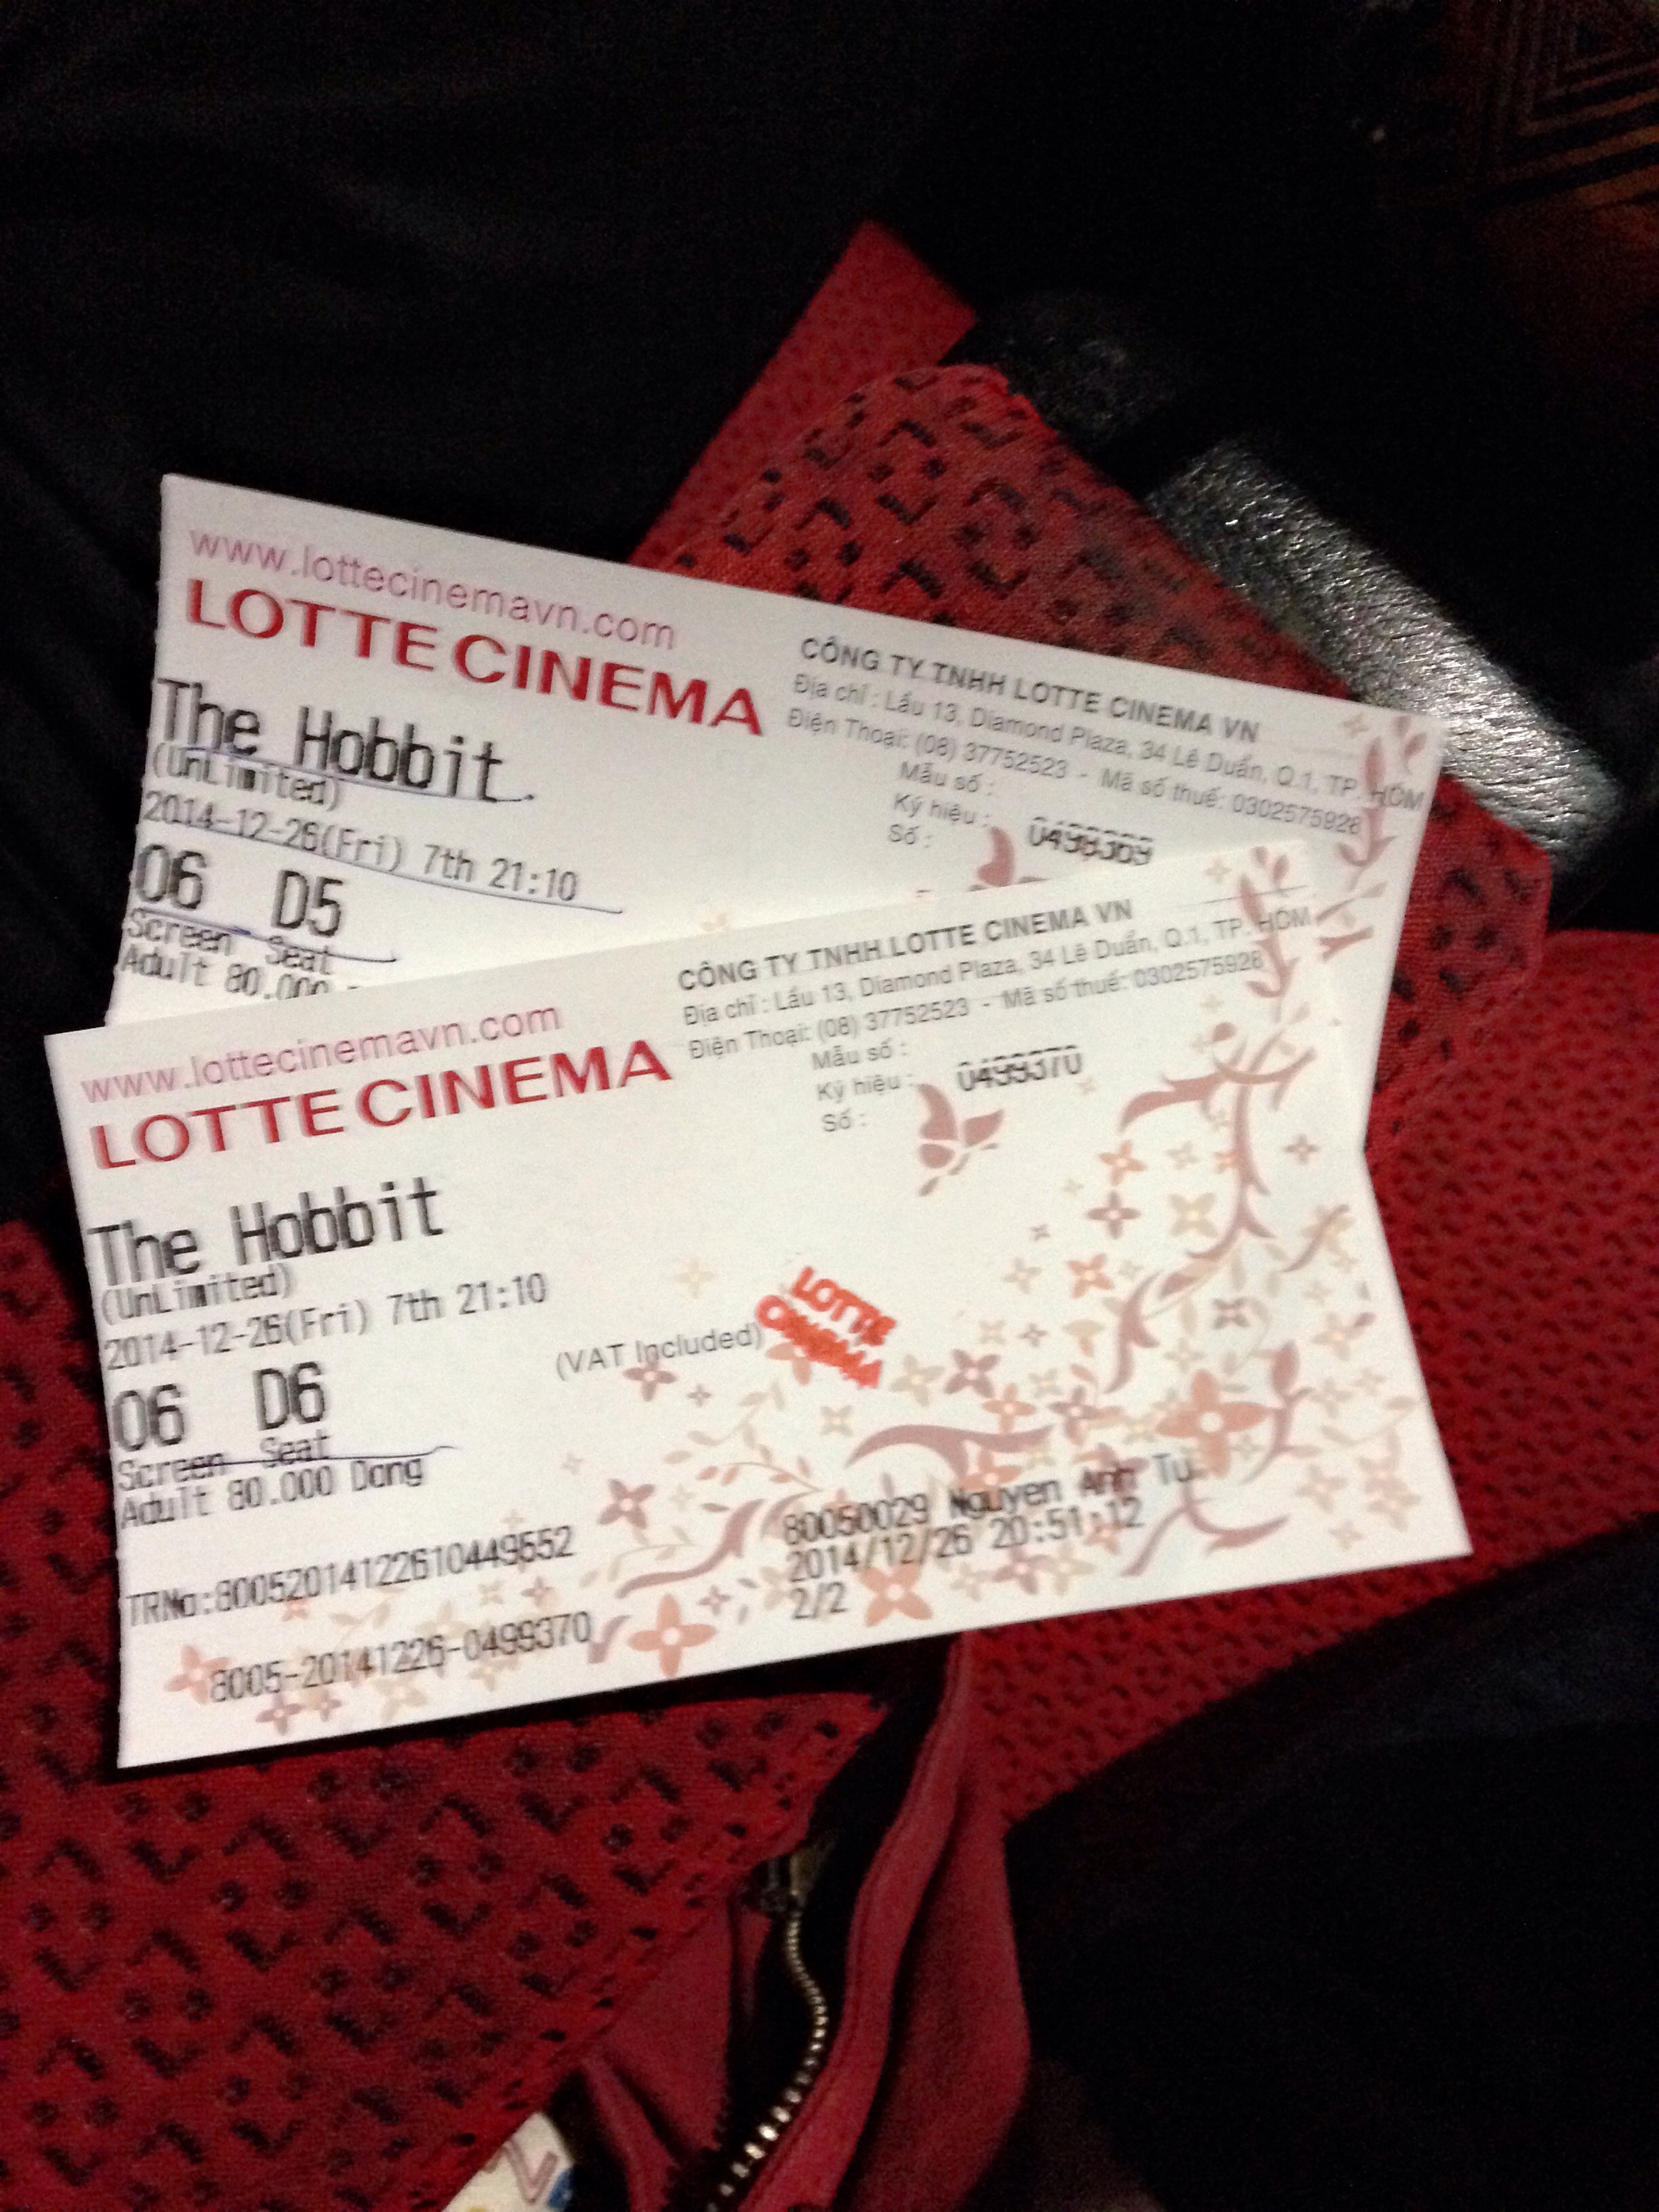 www.lottecinemavn.com
LOTTE CINEMA
CÔNG TY TNHH LOTTE CINEMA VN
Địa chỉ : Lầu 13, Diamond Plaza, 34 Lê Duẩn, Q.1, TP. HCM
Điện Thoại: (08) 37752523 - Mã số thuế: 0302575928
Mẫu số :
Ký hiệu :
Số :
0499369
The Hobbit
(UnLimited)
2014-12-26(Fri) 7th 21:10
06 D5
Screen Seat
Adult 80.000
www.lottecinemavn.com
LOTTE CINEMA
CÔNG TY TNHH LOTTE CINEMA VN
Địa chỉ : Lầu 13, Diamond Plaza, 34 Lê Duẩn, Q.1, TP. HCM
Điện Thoại: (08) 37752523 - Mã số thuế: 0302575928
Mẫu số :
Ký hiệu :
Số :
0499370
The Hobbit
(UnLimited)
2014-12-26(Fri) 7th 21:10
(VAT Included)
LOTTE
CINEMA
06 D6
Screen Seat
Adult 80.000 Dong
TRNo:80052014122610449552
80050029 Nguyen Anh Tu
2014/12/26 20:51:12
2/2
8005-20141226-0499370